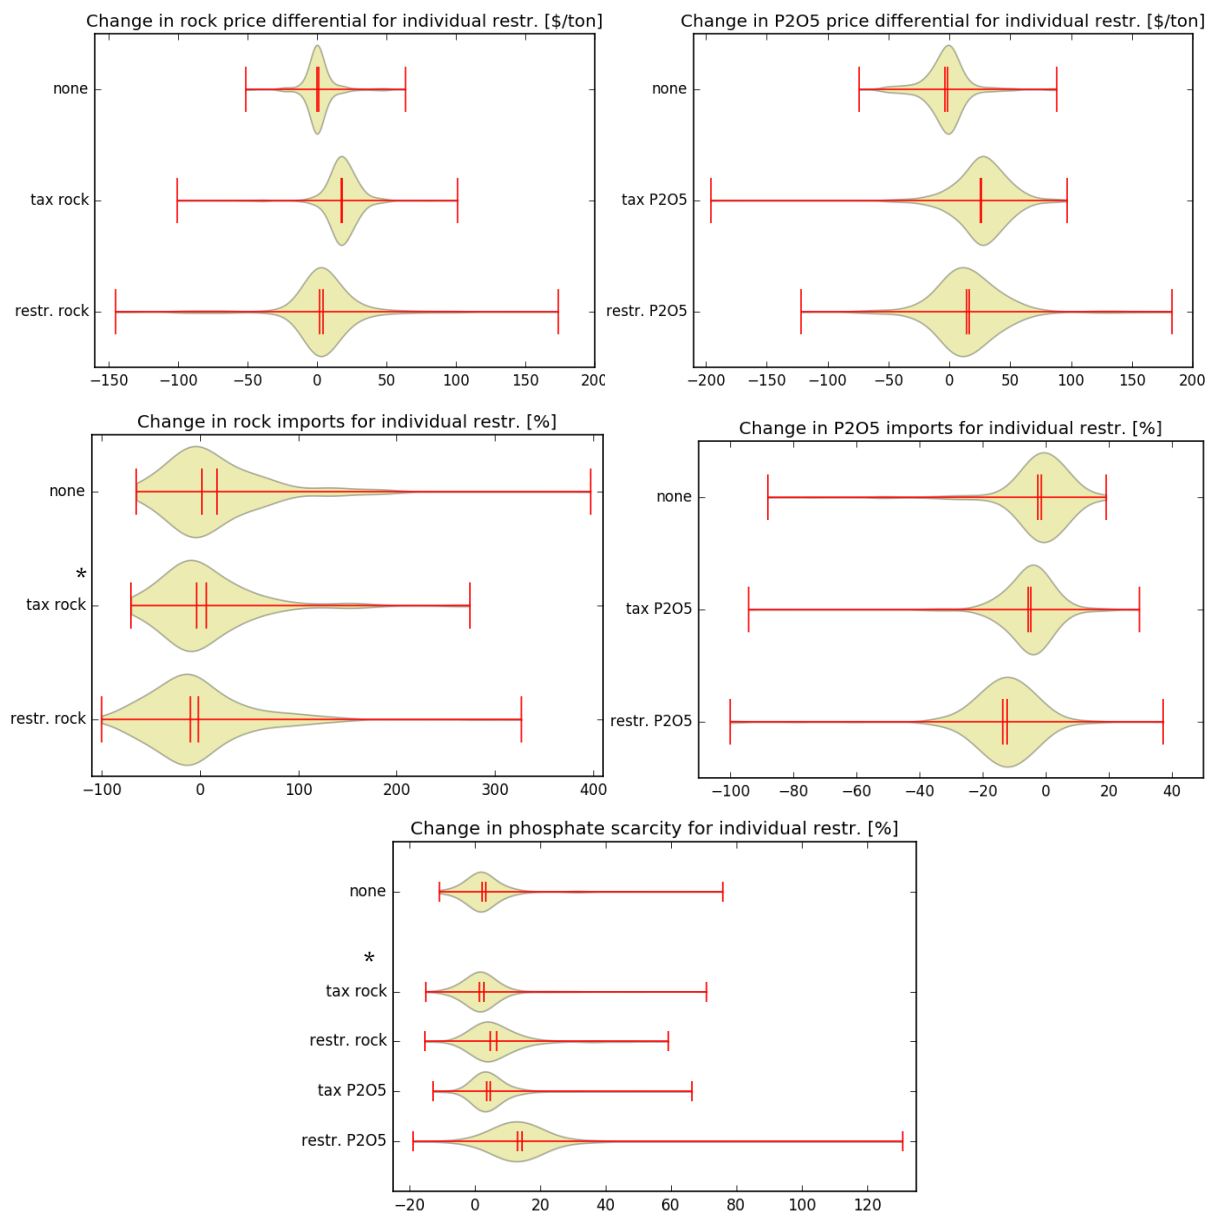 Change in rock price differential for individual restr. [$/ton]
none
tax rock
restr. rock
−150 −100 −50 0 50 100 150 200
Change in P2O5 price differential for individual restr. [$/ton]
none
tax P2O5
restr. P2O5
−200 −150 −100 −50 0 50 100 150 200
Change in rock imports for individual restr. [%]
none
*
tax rock
restr. rock
−100 0 100 200 300 400
Change in P2O5 imports for individual restr. [%]
none
tax P2O5
restr. P2O5
−100 −80 −60 −40 −20 0 20 40
Change in phosphate scarcity for individual restr. [%]
none
*
tax rock
restr. rock
tax P2O5
restr. P2O5
−20 0 20 40 60 80 100 120